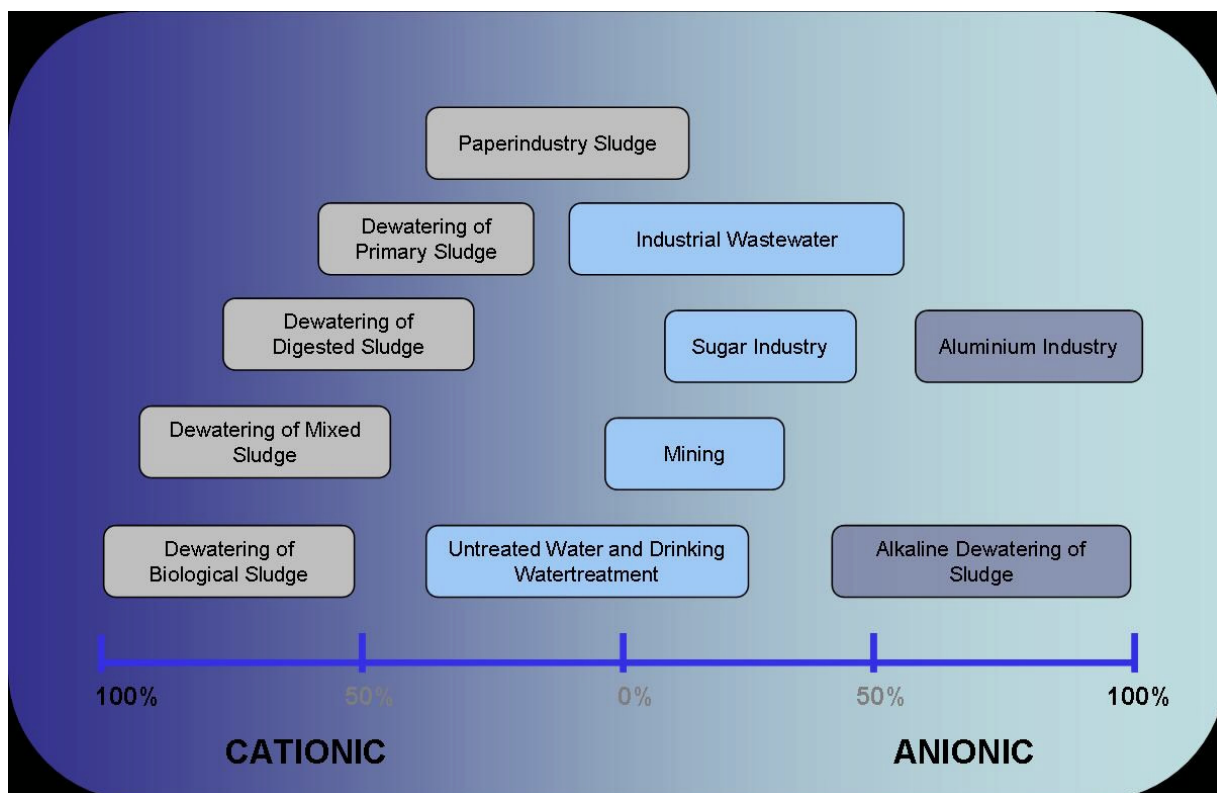 Paperindustry Sludge
Dewatering of
Primary Sludge
Industrial Wastewater
Dewatering of
Digested Sludge
Sugar Industry
Aluminium Industry
Dewatering of Mixed
Sludge
Mining
Dewatering of
Biological Sludge
Untreated Water and Drinking
Watertreatment
Alkaline Dewatering of
Sludge
100%
50%
0%
50%
100%
CATIONIC
ANIONIC